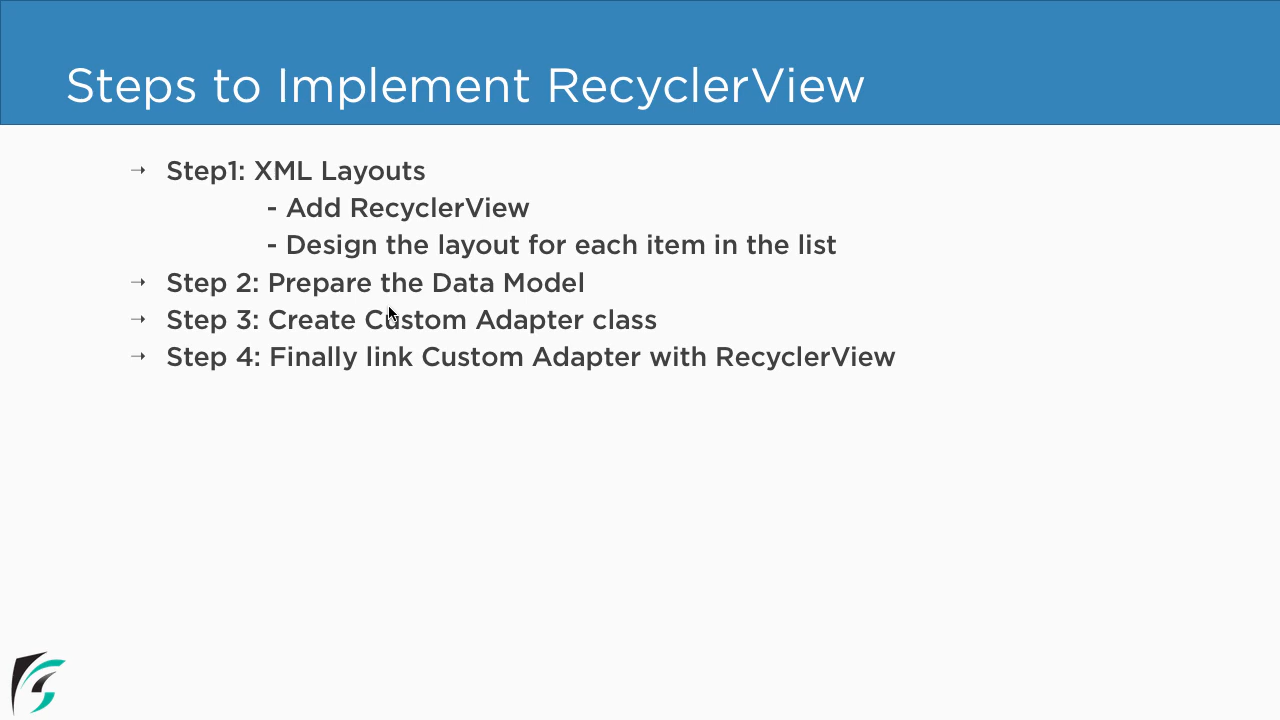 Steps to Implement RecyclerView
→ Step1: XML Layouts
- Add RecyclerView
- Design the layout for each item in the list
→ Step 2: Prepare the Data Model
→ Step 3: Create Custom Adapter class
→ Step 4: Finally link Custom Adapter with RecyclerView